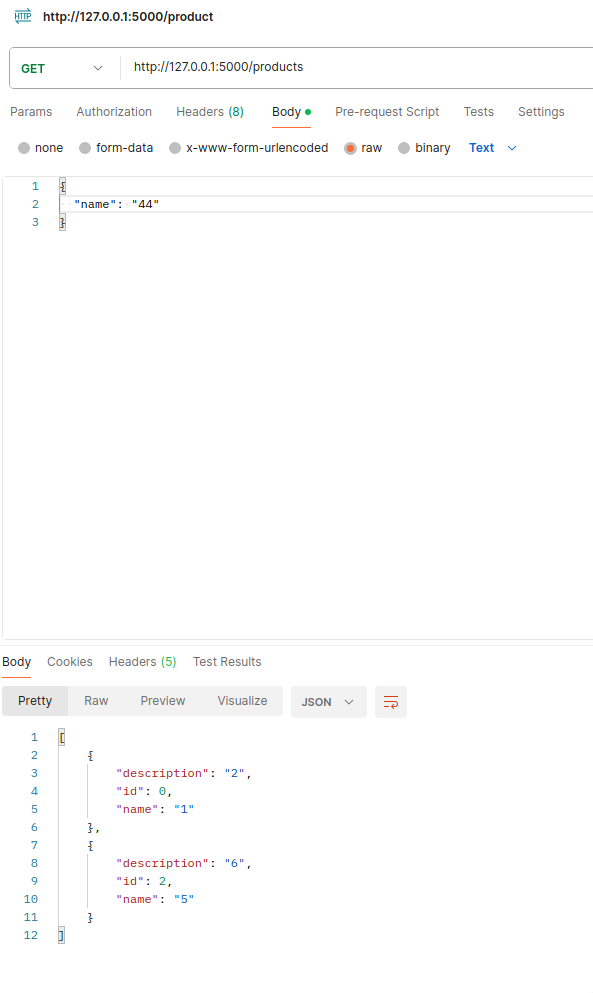 HTTP http://127.0.0.1:5000/product
GET http://127.0.0.1:5000/products
Params Authorization Headers (8) Body Pre-request Script Tests Settings
none form-data x-www-form-urlencoded raw binary Text
1 {
2 "name": "44"
3 }
Body Cookies Headers (5) Test Results
Pretty Raw Preview Visualize JSON
1 [
2 {
3 "description": "2",
4 "id": 0,
5 "name": "1"
6 },
7 {
8 "description": "6",
9 "id": 2,
10 "name": "5"
11 }
12 ]